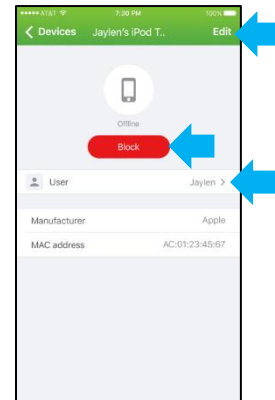 AT&T 7:30 PM 100%
Devices Jaylen's iPod T.. Edit
Offline
Block
User Jaylen
Manufacturer Apple
MAC address AC:01:23:45:67